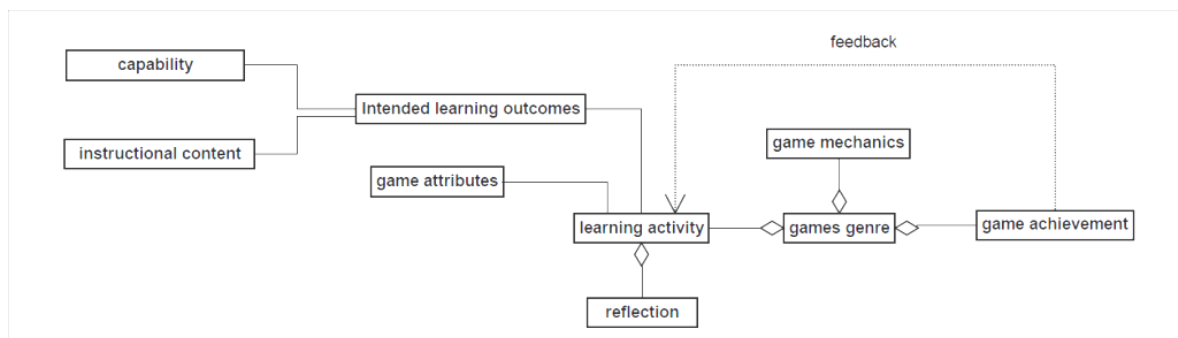 feedback
capability
Intended learning outcomes
game mechanics
instructional content
game attributes
learning activity
games genre
game achievement
reflection